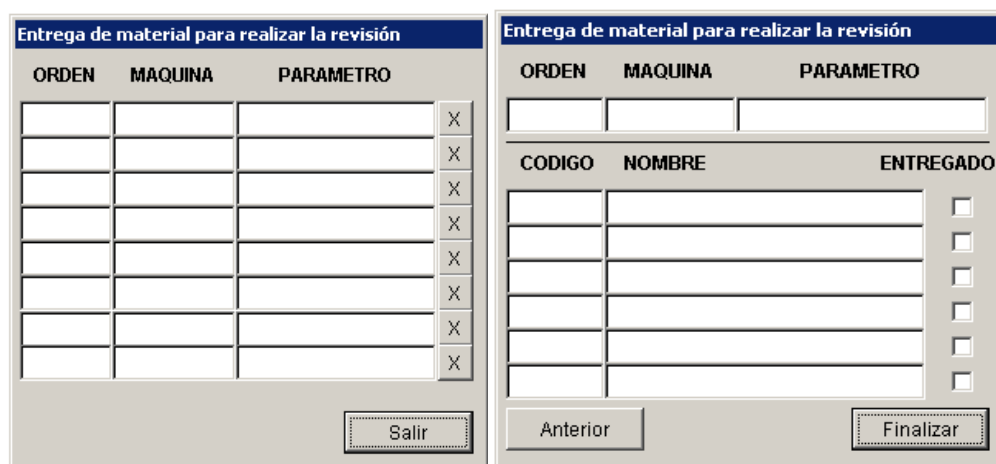 Entrega de material para realizar la revisión
ORDEN MAQUINA PARAMETRO
X
X
X
X
X
X
X
X
Salir
Entrega de material para realizar la revisión
ORDEN MAQUINA PARAMETRO
CODIGO NOMBRE ENTREGADO
Anterior Finalizar